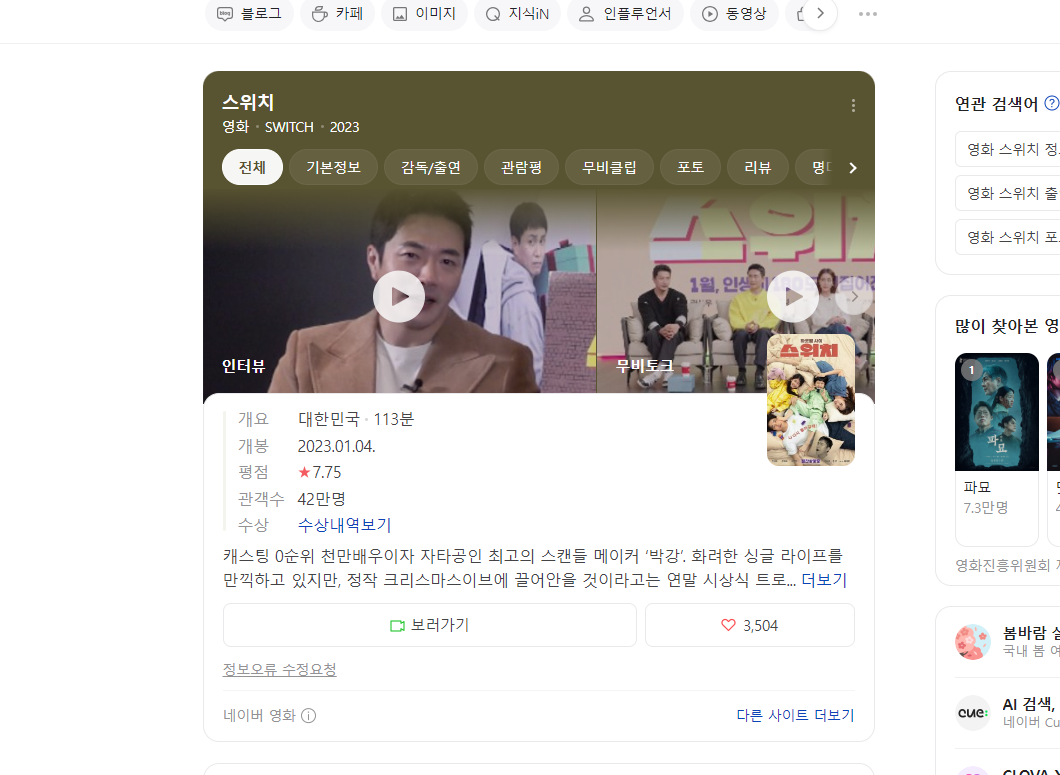 블로그
카페
이미지
지식iN
인플루언서
동영상
스위치
영화 · SWITCH · 2023
전체
기본정보
감독/출연
관람평
무비클립
포토
리뷰
인터뷰
무비토크
스위치
개요 대한민국 · 113분
개봉 2023.01.04.
평점 ★7.75
관객수 42만명
수상 수상내역보기
캐스팅 0순위 천만배우이자 자타공인 최고의 스캔들 메이커 '박강'. 화려한 싱글 라이프를
만끽하고 있지만, 정작 크리스마스이브에 끌어안을 것이라고는 연말 시상식 트로... 더보기
보러가기
3,504
정보오류 수정요청
네이버 영화
다른 사이트 더보기
연관 검색어
영화 스위치 정..
영화 스위치 출
영화 스위치 포..
많이 찾아본 영
1
파묘
파묘
7.3만명
영화진흥위원회
봄바람
국내 봄 여
cue:
AI 검색,
네이버 Cu